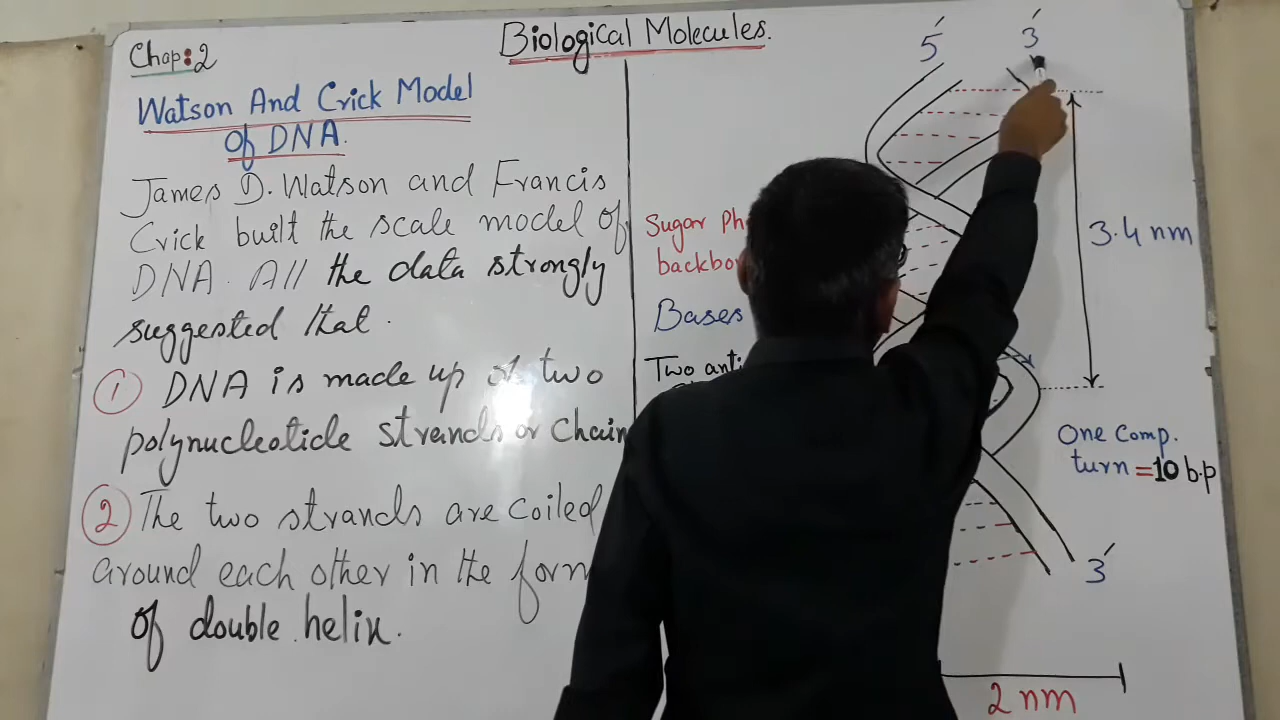 Chap:2
Biological Molecules.
Watson And Crick Model
Of DNA.
James D. Watson and Francis
Crick built the scale model of
DNA. All the data strongly
suggested that.
① DNA is made up of two
polynucleotide strands or Chain
② The two strands are coiled
around each other in the form
of double helix.
5′
3′
Sugar Ph
backbo
Bases
Two anti
3.4 nm
One Comp.
turn = 10 b.p
3′
2 nm